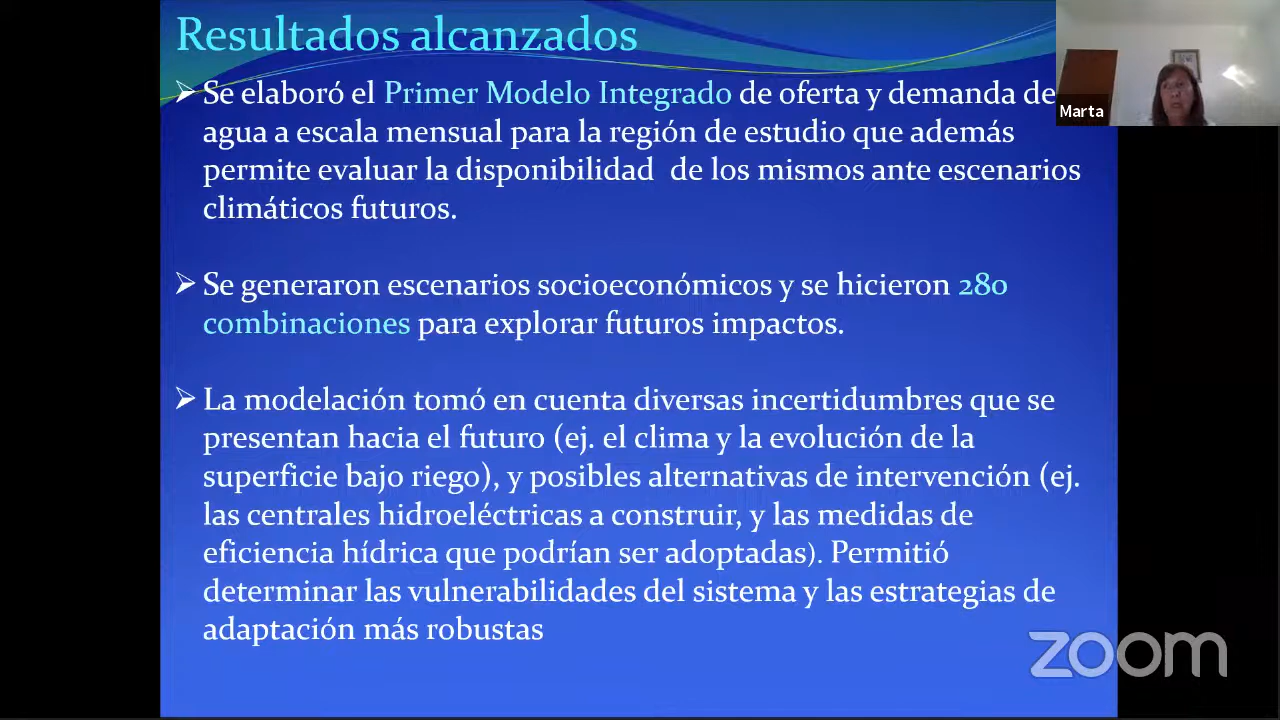 Resultados alcanzados
➢ Se elaboró el Primer Modelo Integrado de oferta y demanda de
agua a escala mensual para la región de estudio que además
permite evaluar la disponibilidad de los mismos ante escenarios
climáticos futuros.
➢ Se generaron escenarios socioeconómicos y se hicieron 280
combinaciones para explorar futuros impactos.
➢ La modelación tomó en cuenta diversas incertidumbres que se
presentan hacia el futuro (ej. el clima y la evolución de la
superficie bajo riego), y posibles alternativas de intervención (ej.
las centrales hidroeléctricas a construir, y las medidas de
eficiencia hídrica que podrían ser adoptadas). Permitió
determinar las vulnerabilidades del sistema y las estrategias de
adaptación más robustas
Marta
zoom